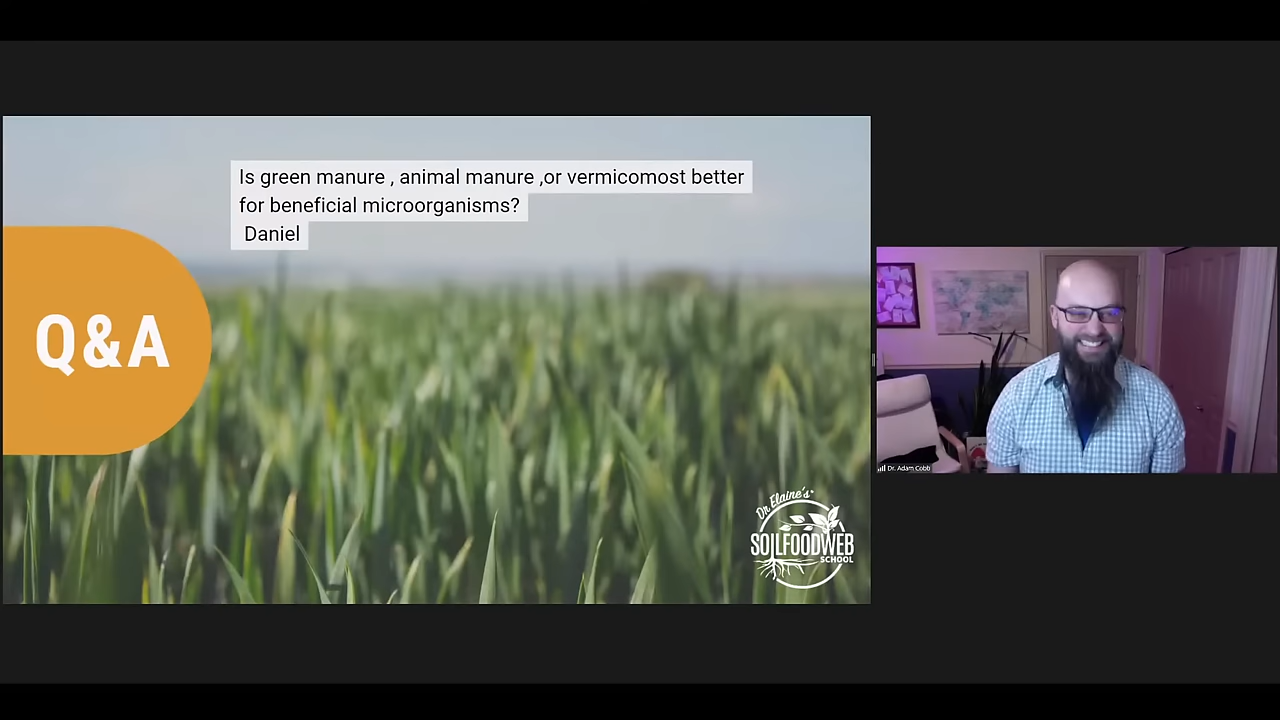 Is green manure , animal manure ,or vermicomost better
for beneficial microorganisms?
Daniel
Q&A
Dr Elaine's
SOILFOODWEB
SCHOOL
Dr. Adam Cobb